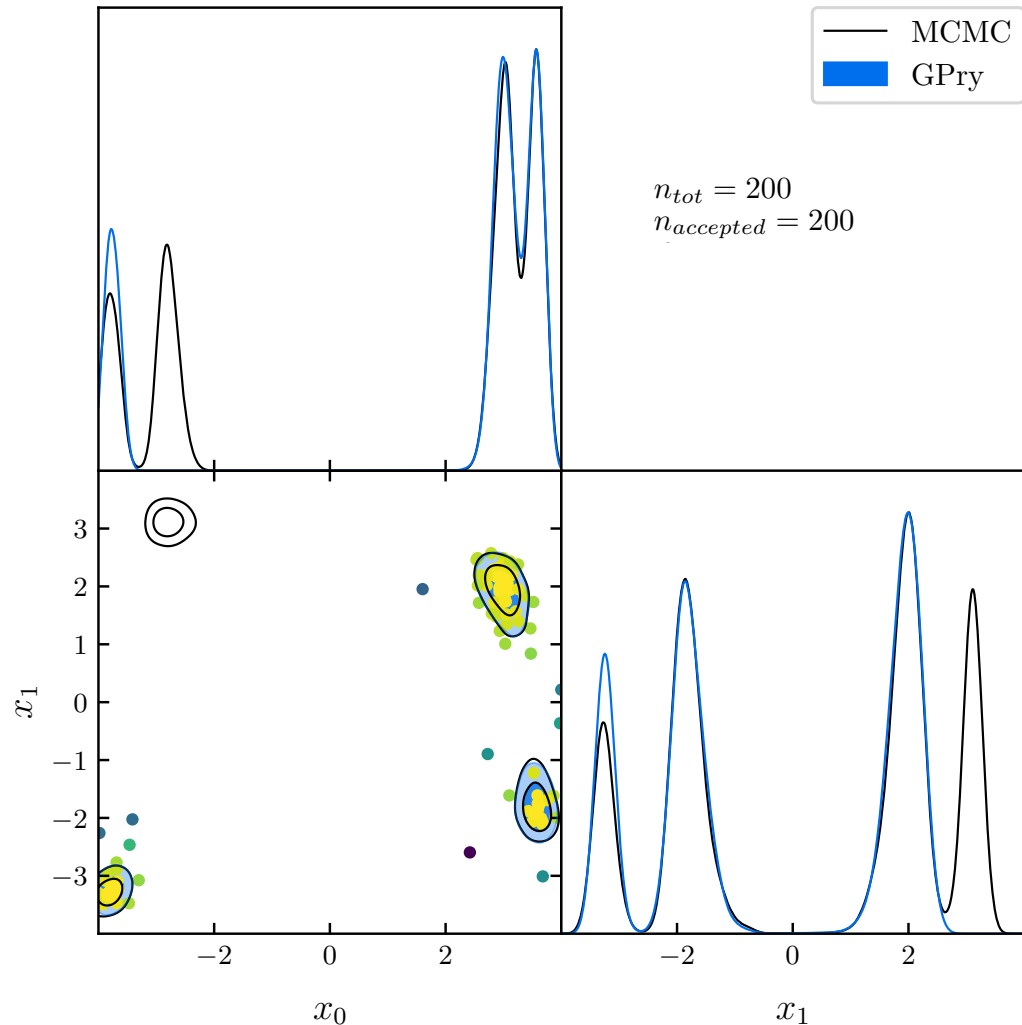 MCMC
GPry
$n_{tot} = 200$
$n_{accepted} = 200$
3
2
1
0
−1
−2
−3
$x_1$
−2
0
2
$x_0$
−2
0
2
$x_1$